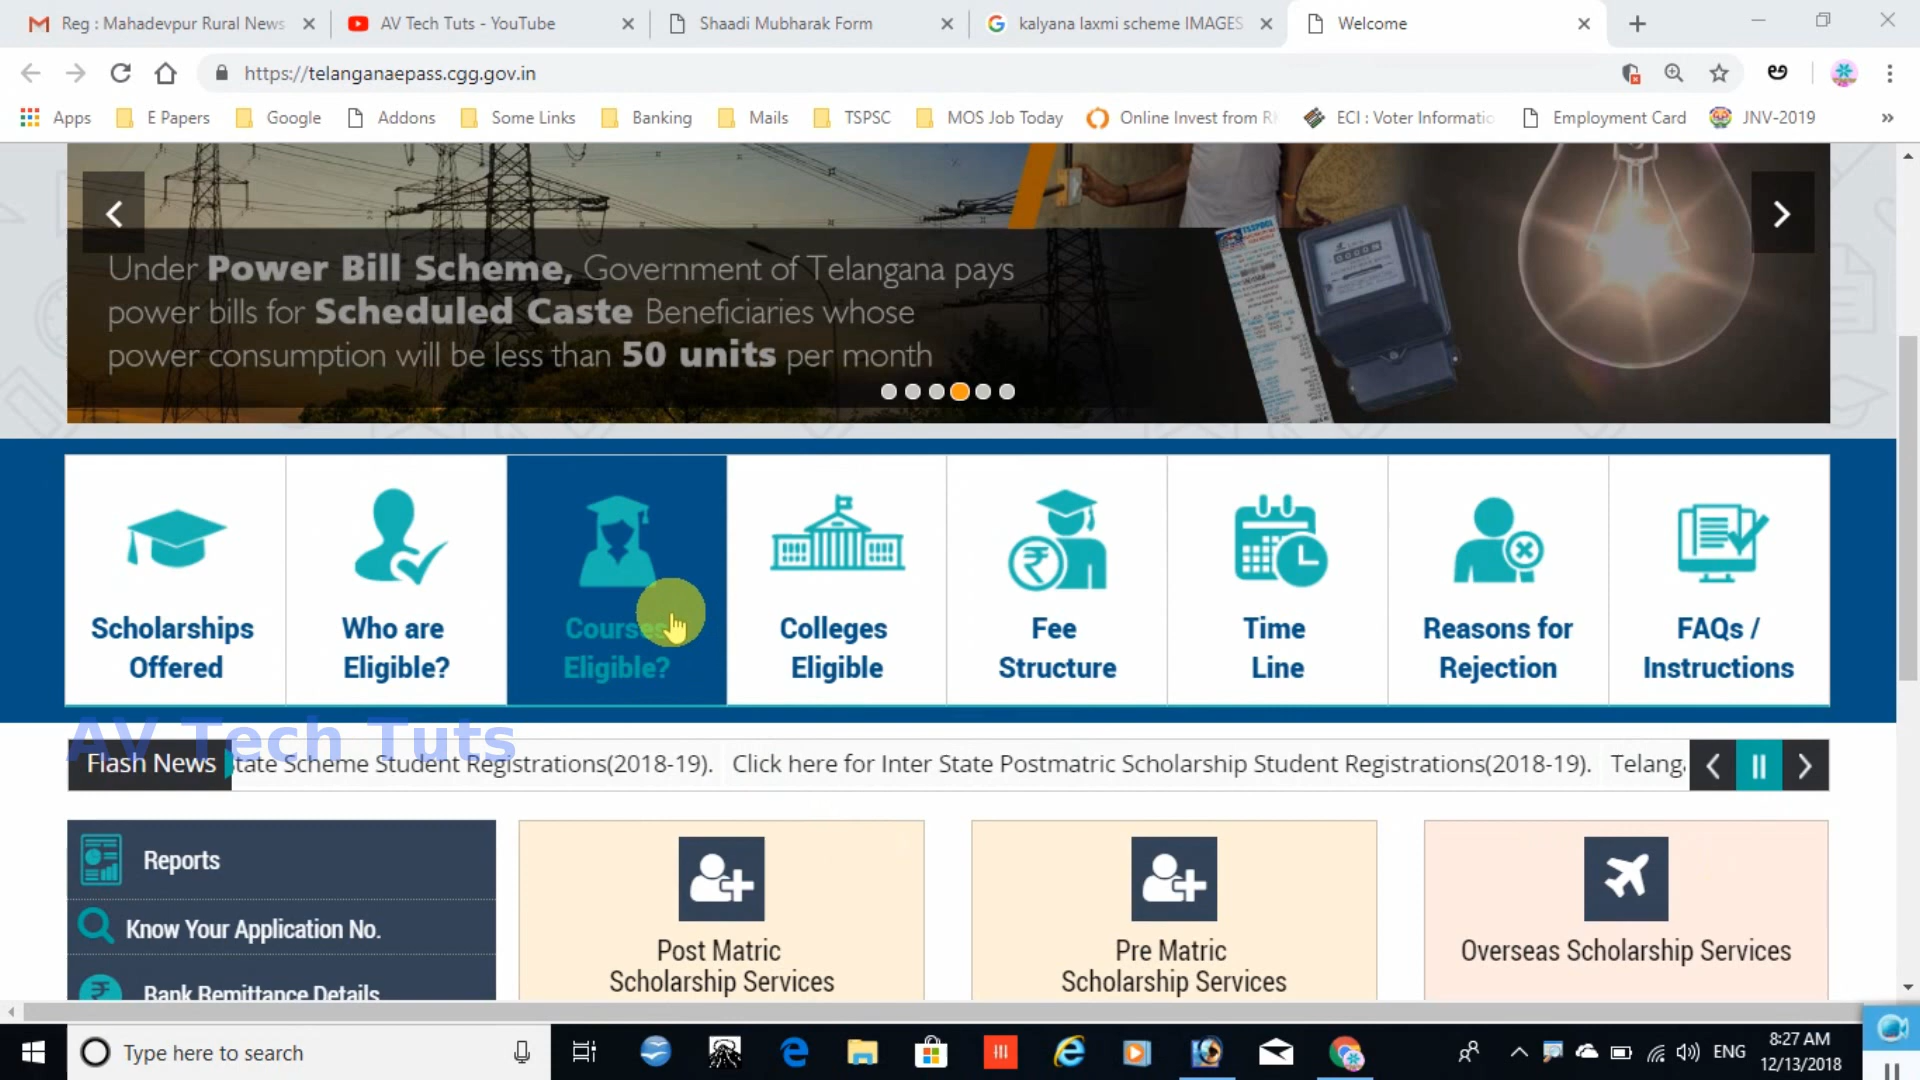 Reg : Mahadevpur Rural News
AV Tech Tuts - YouTube
Shaadi Mubharak Form
kalyana laxmi scheme IMAGES
Welcome
https://telanganaepass.cgg.gov.in
Apps
E Papers
Google
Addons
Some Links
Banking
Mails
TSPSC
MOS Job Today
Online Invest from
ECI : Voter Informatio
Employment Card
JNV-2019
Under Power Bill Scheme, Government of Telangana pays
power bills for Scheduled Caste Beneficiaries whose
power consumption will be less than 50 units per month
Scholarships
Offered
Who are
Eligible?
Courses
Eligible?
Colleges
Eligible
Fee
Structure
Time
Line
Reasons for
Rejection
FAQs /
Instructions
AV Tech Tuts
Flash News
tate Scheme Student Registrations(2018-19). Click here for Inter State Postmatric Scholarship Student Registrations(2018-19). Telang
Reports
Know Your Application No.
Bank Remittance Details
Post Matric
Scholarship Services
Pre Matric
Scholarship Services
Overseas Scholarship Services
Type here to search
ENG
8:27 AM
12/13/2018